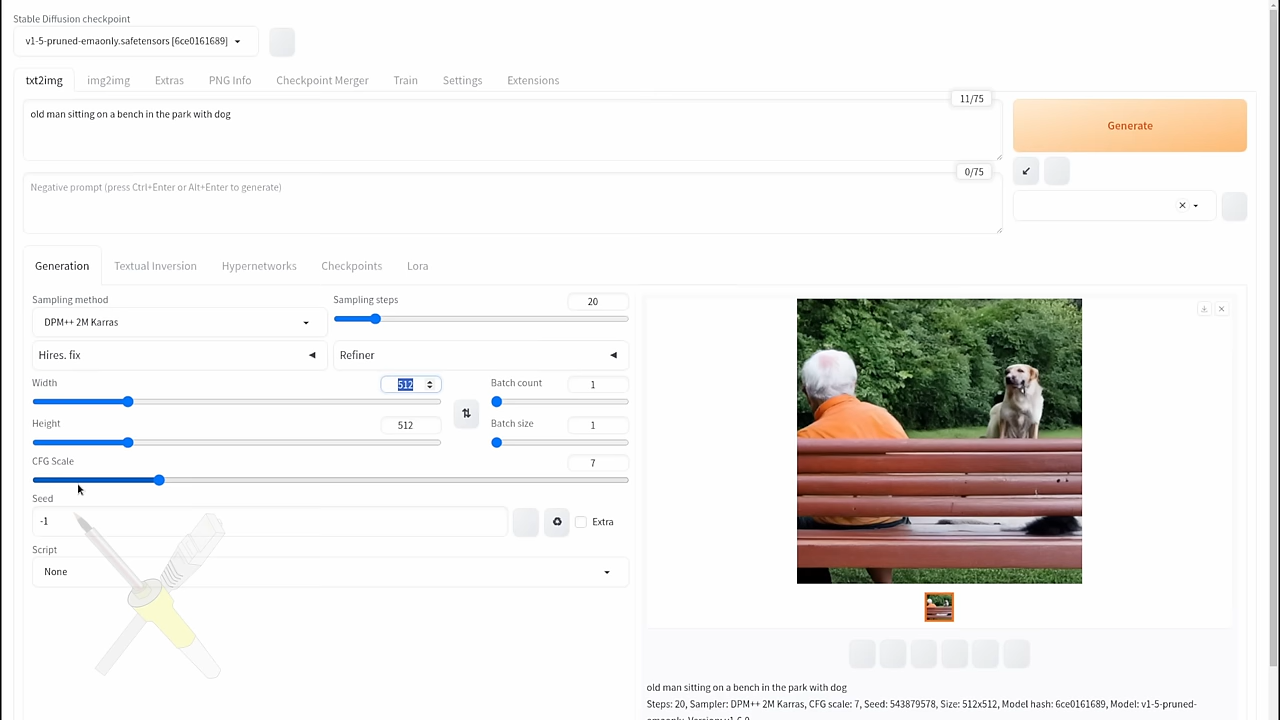 Stable Diffusion checkpoint
v1-5-pruned-emaonly.safetensors [6ce0161689]
txt2img img2img Extras PNG Info Checkpoint Merger Train Settings Extensions
11/75
old man sitting on a bench in the park with dog
Generate
0/75
Negative prompt (press Ctrl+Enter or Alt+Enter to generate)
Generation Textual Inversion Hypernetworks Checkpoints Lora
Sampling method
DPM++ 2M Karras
Sampling steps
20
Hires. fix
Refiner
Width
512
Batch count
1
Height
512
Batch size
1
CFG Scale
7
Seed
-1
Extra
Script
None
old man sitting on a bench in the park with dog
Steps: 20, Sampler: DPM++ 2M Karras, CFG scale: 7, Seed: 543879578, Size: 512x512, Model hash: 6ce0161689, Model: v1-5-pruned-